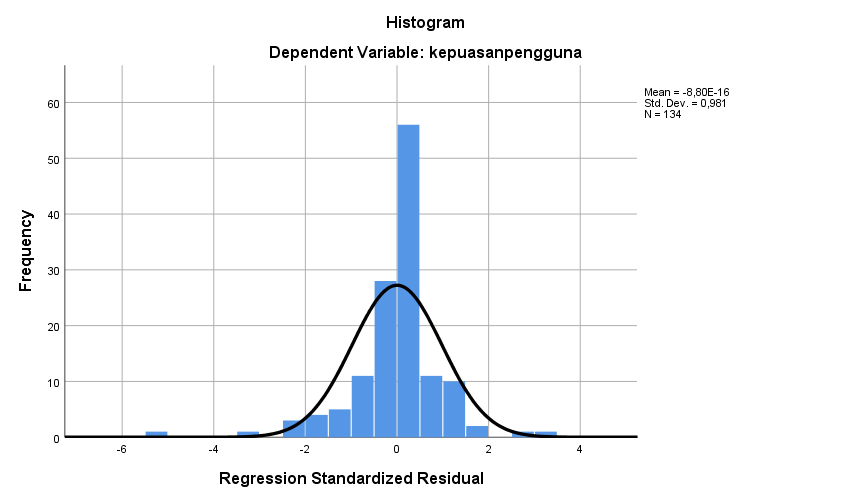 Histogram
Dependent Variable: kepuasanpengguna
Mean = -8,80E-16
Std. Dev. = 0,981
N = 134
Frequency
60
50
40
30
20
10
0
-6
-4
-2
0
2
4
Regression Standardized Residual